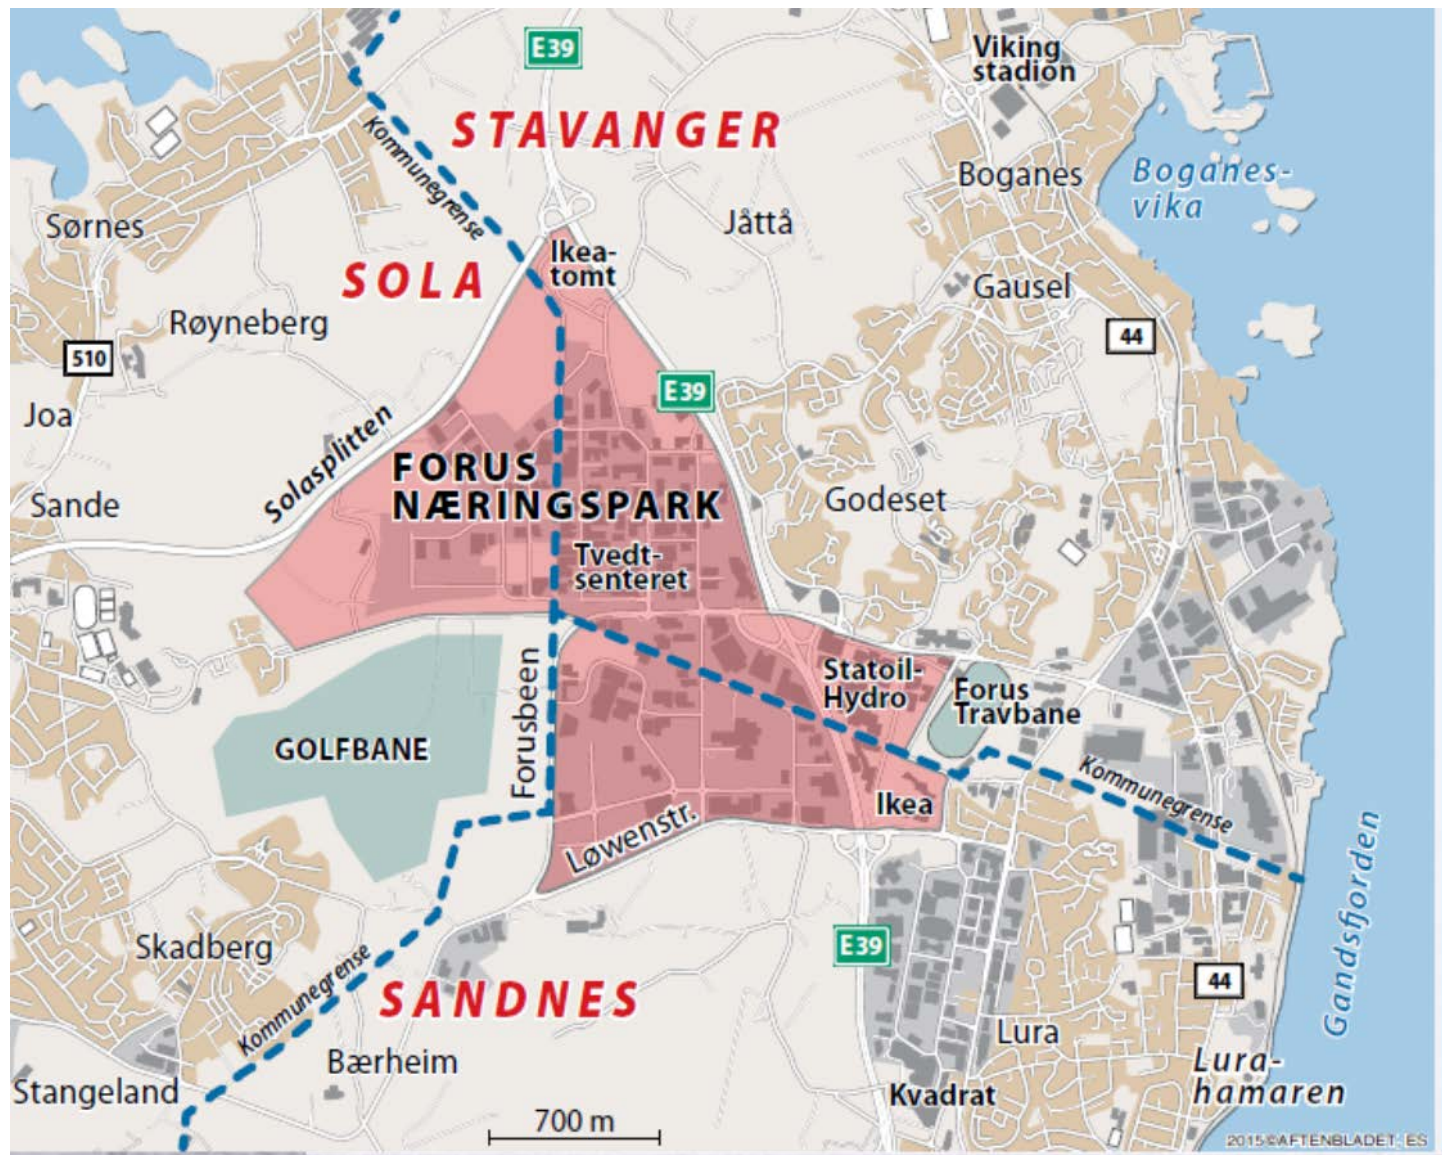 E39
Viking
stadion
STAVANGER
Kommunegrense
Boganes
Boganes-
vika
Sørnes
Jåttå
Ikea-
tomt
SOLA
Gausel
Røyneberg
44
510
E39
Joa
Solasplitten
FORUS
NÆRINGSPARK
Sande
Godeset
Tvedt-
senteret
Statoil-
Hydro
Forus
Travbane
Forusbeen
GOLFBANE
Kommunegrense
Ikea
Løwenstr.
Gandsfjorden
Skadberg
E39
Kommunegrense
44
SANDNES
Lura
Bærheim
Lura-
hamaren
Stangeland
Kvadrat
700 m
2015©AFTENBLADET, ES